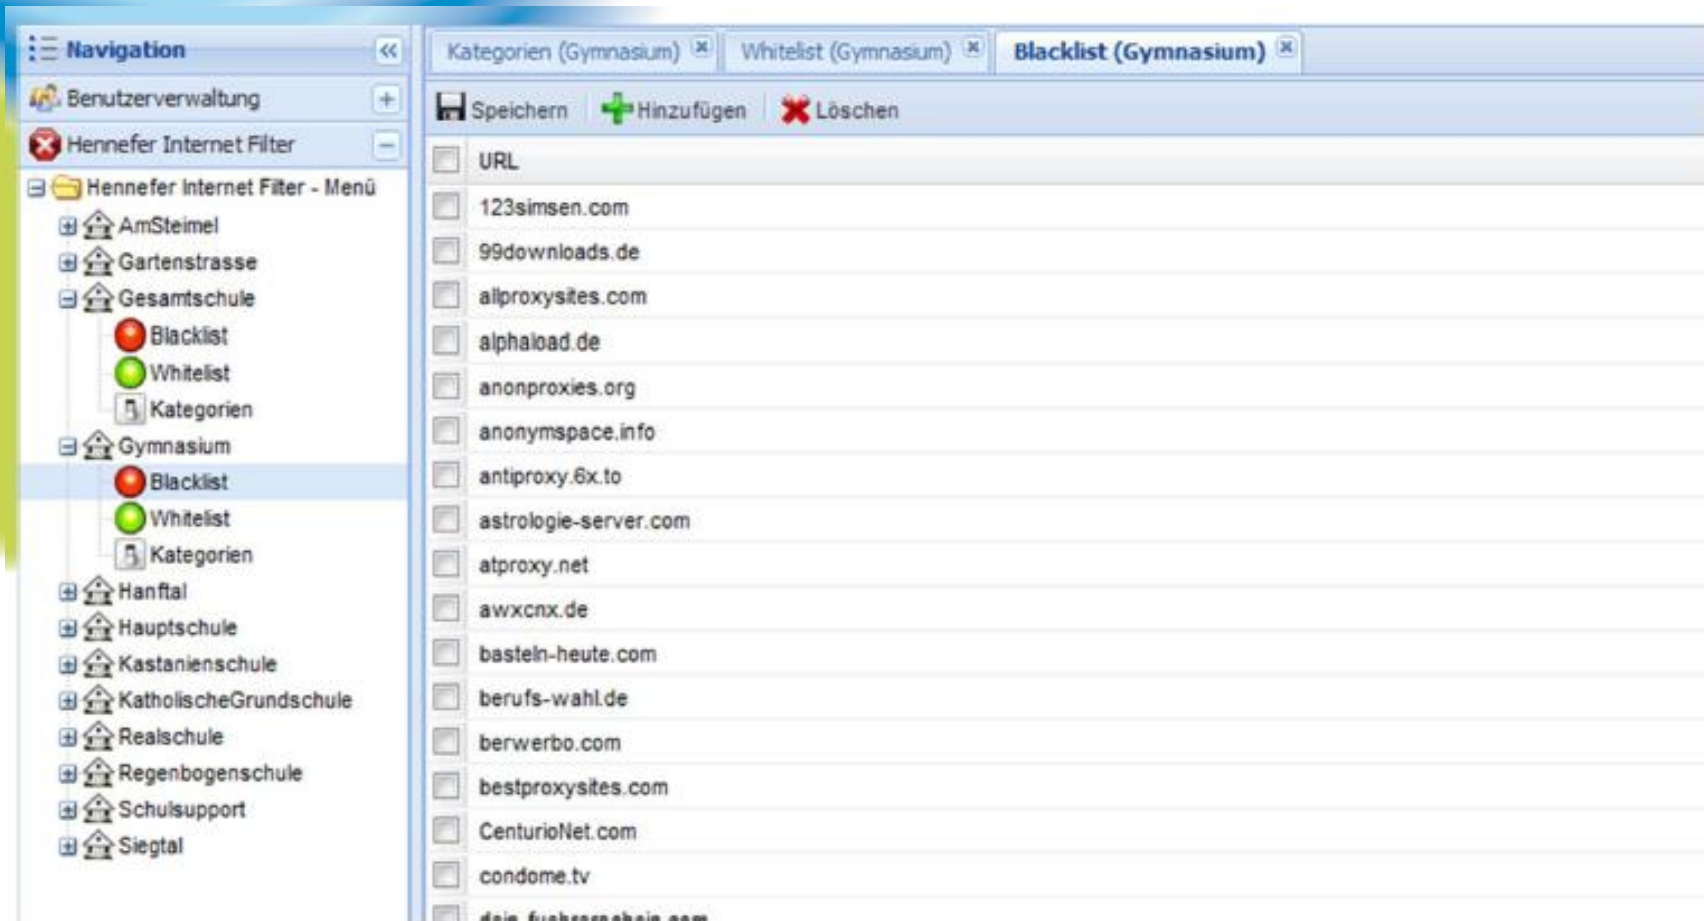 Navigation
Benutzerverwaltung
Hennefer Internet Filter
Hennefer Internet Filter - Menü
AmSteimel
Gartenstrasse
Gesamtschule
Blacklist
Whitelist
Kategorien
Gymnasium
Blacklist
Whitelist
Kategorien
Hanftal
Hauptschule
Kastanienschule
KatholischeGrundschule
Realschule
Regenbogenschule
Schulsupport
Siegtal
Kategorien (Gymnasium) Whitelist (Gymnasium) Blacklist (Gymnasium)
Speichern Hinzufügen Löschen
URL
123simsen.com
99downloads.de
allproxysites.com
alphaload.de
anonproxies.org
anonymspace.info
antiproxy.6x.to
astrologie-server.com
atproxy.net
awxcnx.de
basteln-heute.com
berufs-wahl.de
berwerbo.com
bestproxysites.com
CenturioNet.com
condome.tv